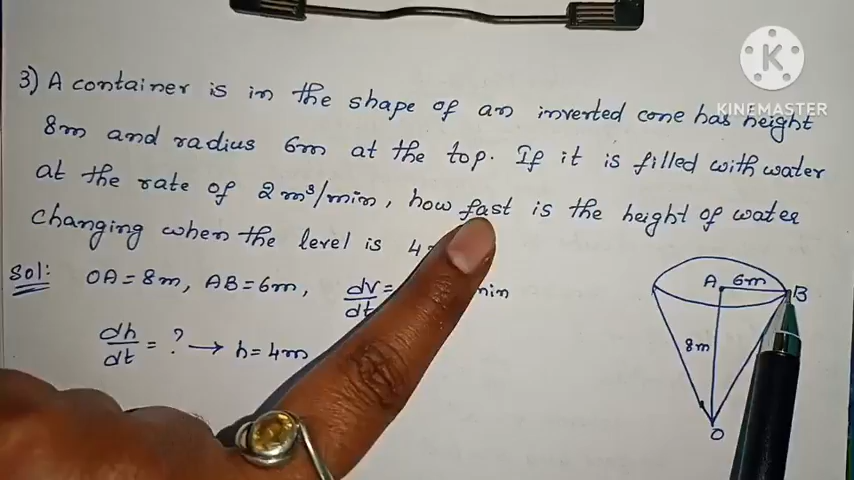 3) A container is in the shape of an inverted cone has height
8m and radius 6m at the top. If it is filled with water
at the rate of 2m³/min, how fast is the height of water
changing when the level is 4
Sol: OA = 8m, AB = 6m, dv/dt = min
dh/dt = ? → h = 4m
A 6m B
8m
O
K
KINEMASTER